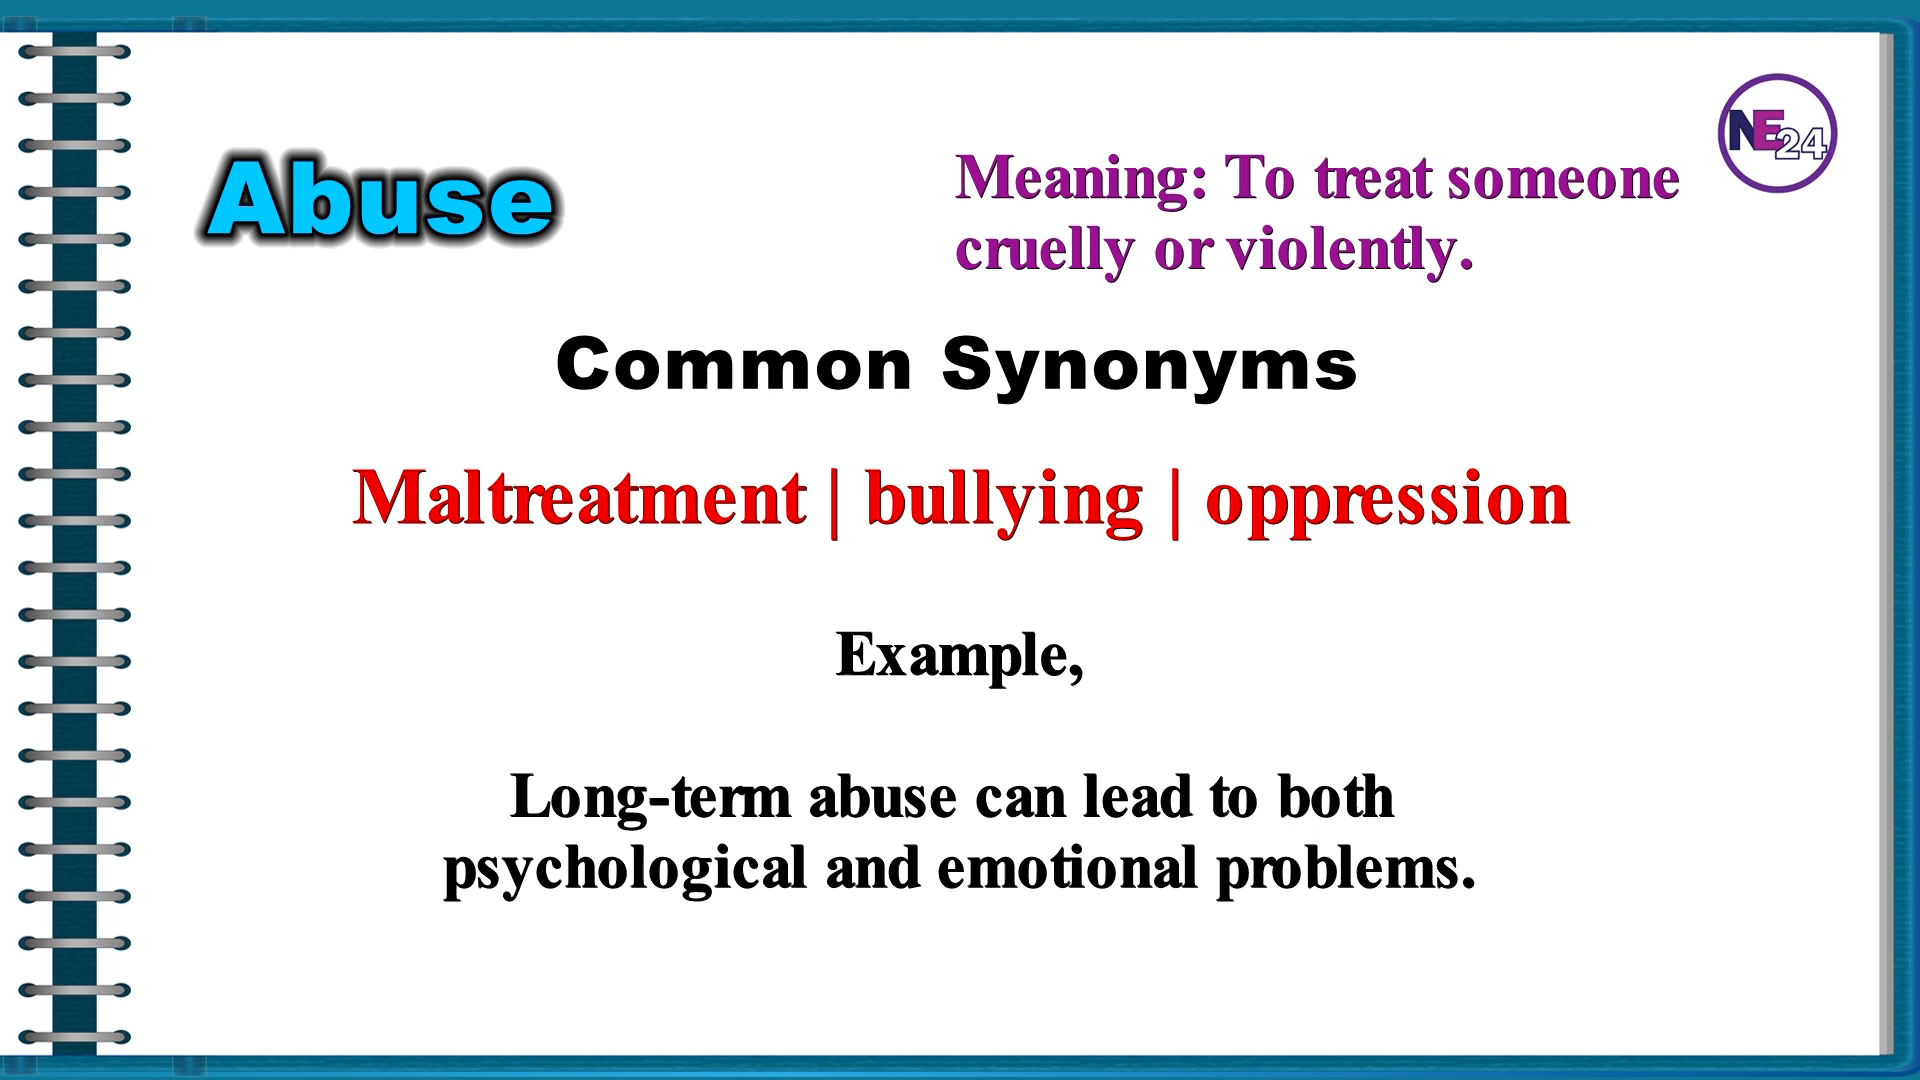 Abuse
Meaning: To treat someone
cruelly or violently.
NE24
Common Synonyms
Maltreatment | bullying | oppression
Example,
Long-term abuse can lead to both
psychological and emotional problems.